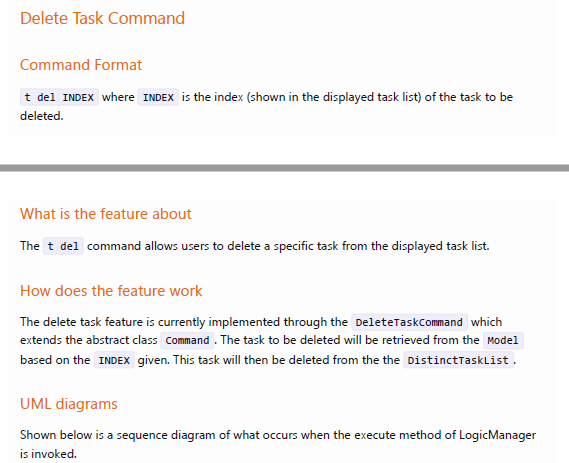 Delete Task Command
Command Format
t del INDEX where INDEX is the index (shown in the displayed task list) of the task to be
deleted.
What is the feature about
The t del command allows users to delete a specific task from the displayed task list.
How does the feature work
The delete task feature is currently implemented through the DeleteTaskCommand which
extends the abstract class Command. The task to be deleted will be retrieved from the Model
based on the INDEX given. This task will then be deleted from the the DistinctTaskList.
UML diagrams
Shown below is a sequence diagram of what occurs when the execute method of LogicManager
is invoked.